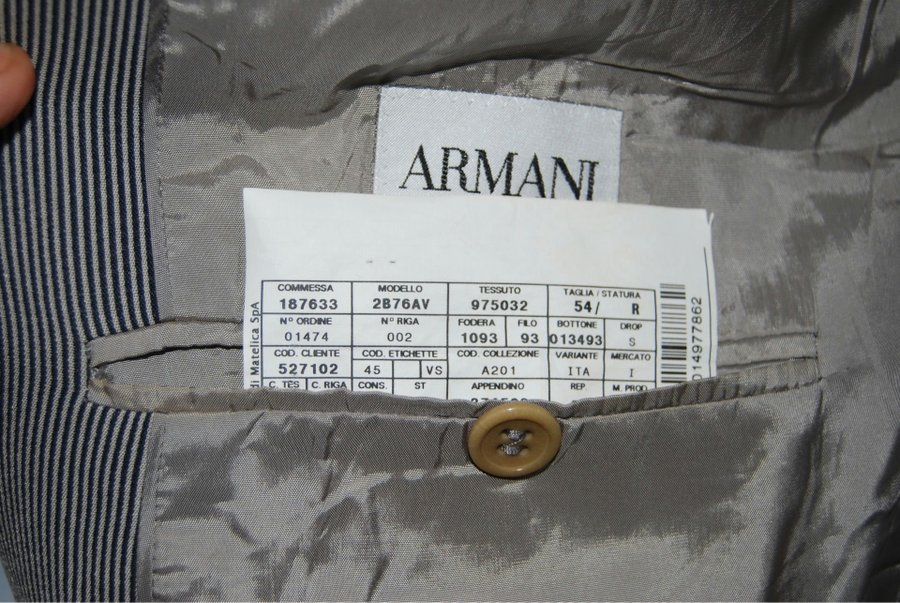 ARMANI
COMMESSA MODELLO TESSUTO TAGLIA / STATURA
187633 2B76AV 975032 54/ R
Nº ORDINE Nº RIGA FODERA FILO BOTTONE DROP
01474 002 1093 93 013493 S
COD. CLIENTE COD. ETICHETTE COD. COLLEZIONE VARIANTE MERCATO
527102 45 VS A201 ITA I
C. TÈS C. RIGA CONS. ST APPENDINO REP. M. PROD
di Matelica SpA
014977862